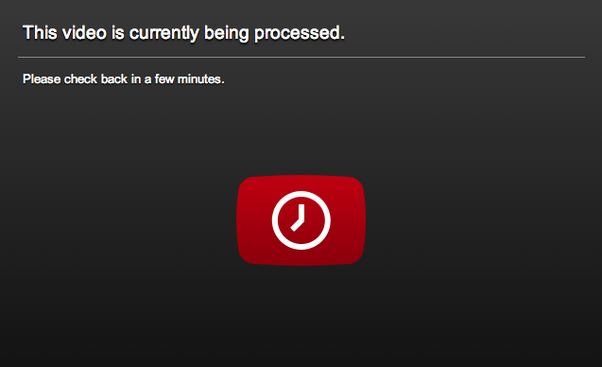 This video is currently being processed.
Please check back in a few minutes.